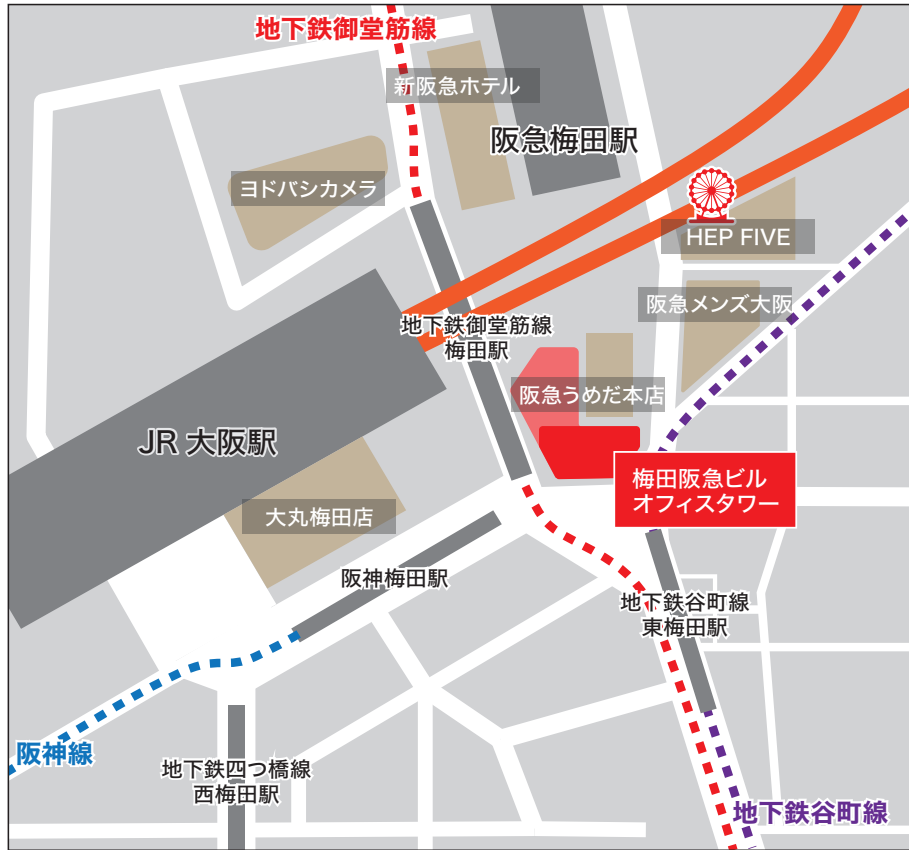 地下鉄御堂筋線
新阪急ホテル
阪急梅田駅
ヨドバシカメラ
HEP FIVE
阪急メンズ大阪
地下鉄御堂筋線
梅田駅
阪急うめだ本店
JR 大阪駅
梅田阪急ビル
オフィスタワー
大丸梅田店
阪神梅田駅
地下鉄谷町線
東梅田駅
阪神線
地下鉄四つ橋線
西梅田駅
地下鉄谷町線